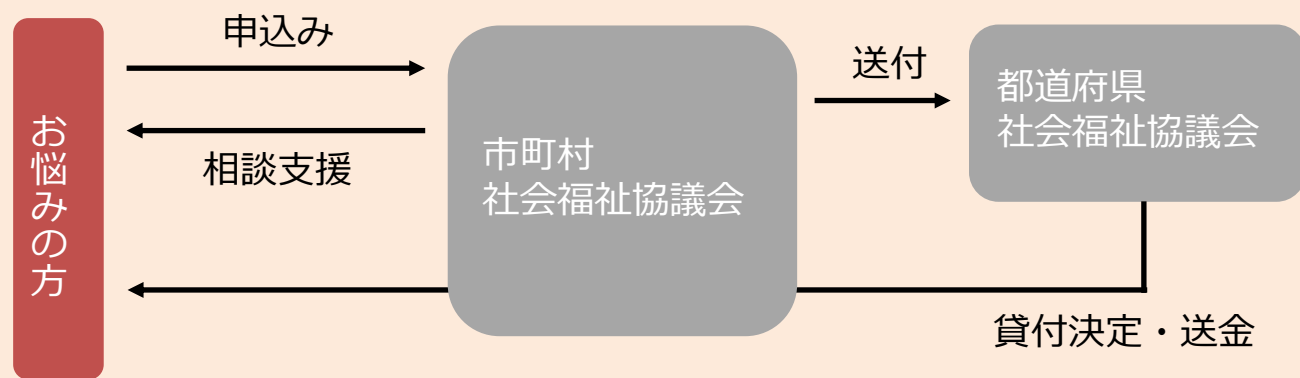 お悩みの方
申込み
相談支援
市町村
社会福祉協議会
送付
都道府県
社会福祉協議会
貸付決定・送金